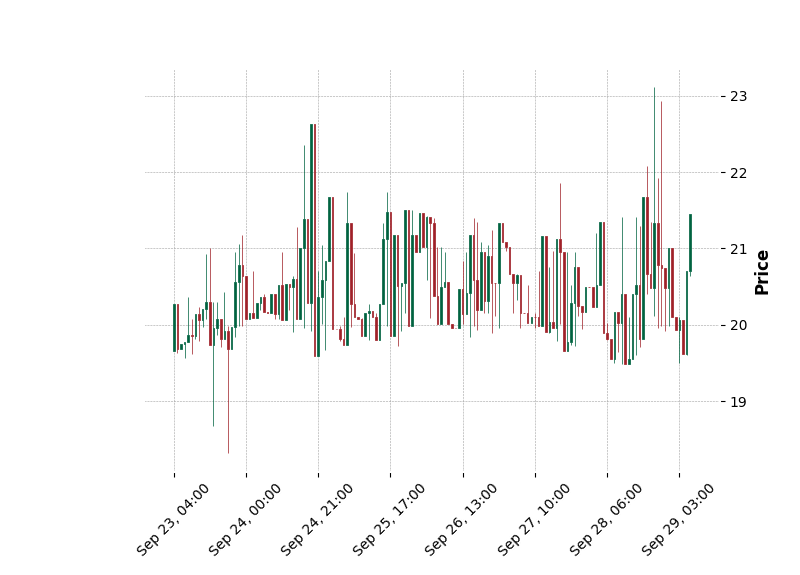 23
22
21
20
19
Price
Sep 23, 04:00
Sep 24, 00:00
Sep 24, 21:00
Sep 25, 17:00
Sep 26, 13:00
Sep 27, 10:00
Sep 28, 06:00
Sep 29, 03:00